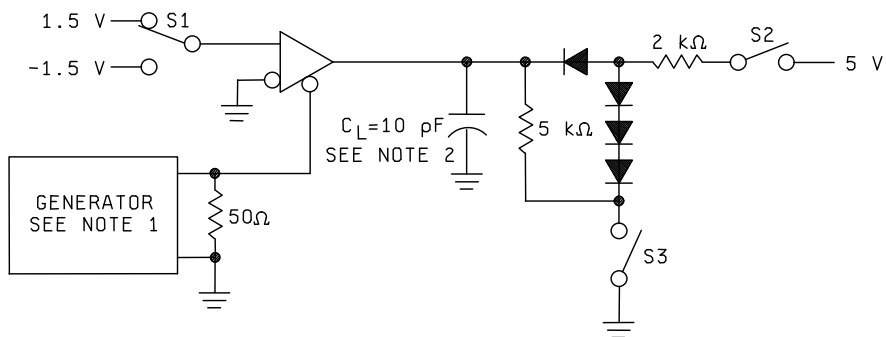 1.5 V
S1
-1.5 V
2 kΩ
S2
5 V
C_L=10 pF
SEE NOTE 2
5 kΩ
GENERATOR
SEE NOTE 1
50Ω
S3